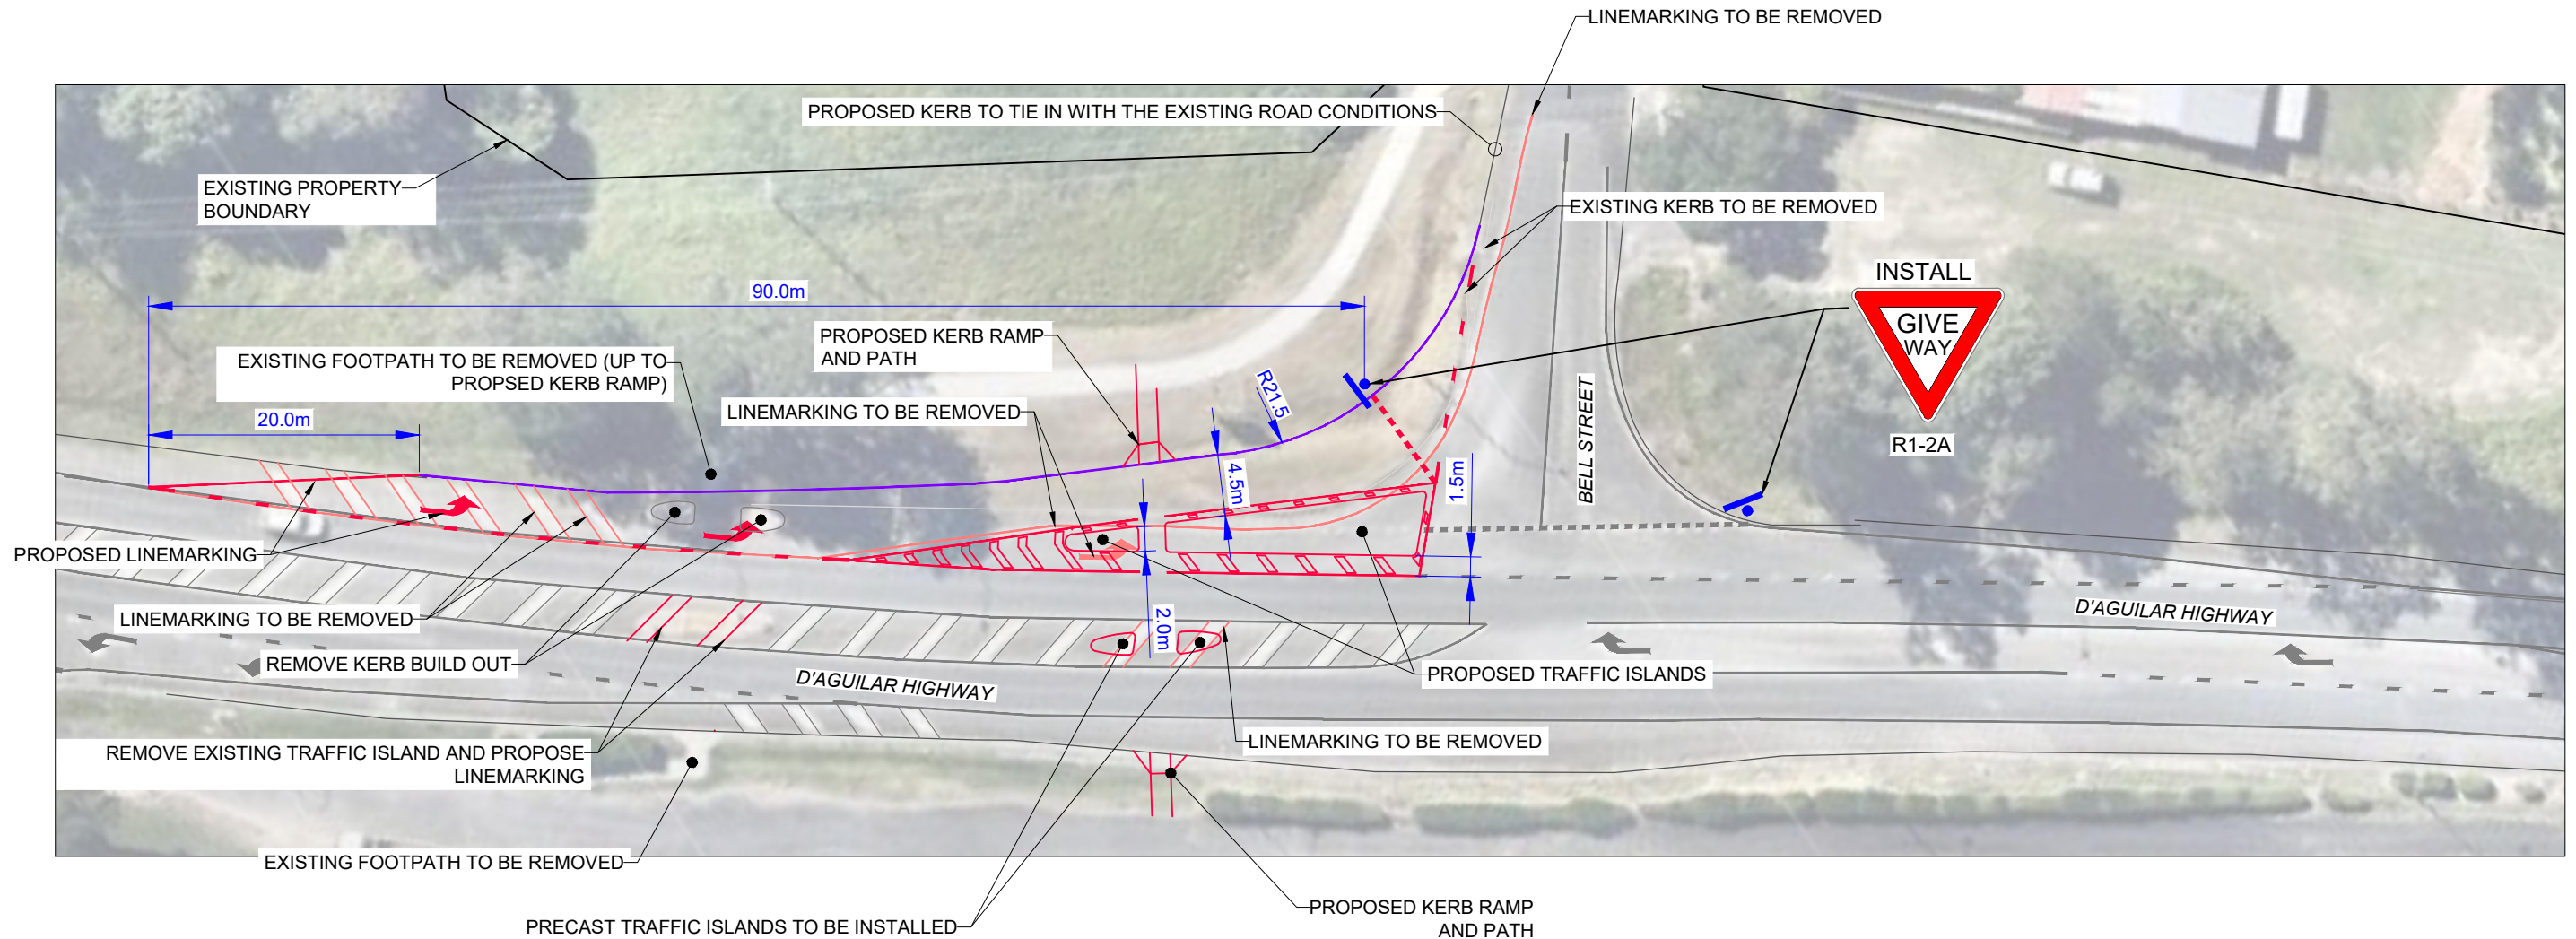 LINEMARKING TO BE REMOVED
PROPOSED KERB TO TIE IN WITH THE EXISTING ROAD CONDITIONS
EXISTING PROPERTY
BOUNDARY
EXISTING KERB TO BE REMOVED
INSTALL
GIVE
WAY
R1-2A
90.0m
PROPOSED KERB RAMP
AND PATH
EXISTING FOOTPATH TO BE REMOVED (UP TO
PROPSED KERB RAMP)
R21.5
LINEMARKING TO BE REMOVED
20.0m
BELL STREET
4.5m
1.5m
PROPOSED LINEMARKING
LINEMARKING TO BE REMOVED
2.0m
D'AGUILAR HIGHWAY
REMOVE KERB BUILD OUT
D'AGUILAR HIGHWAY
PROPOSED TRAFFIC ISLANDS
LINEMARKING TO BE REMOVED
REMOVE EXISTING TRAFFIC ISLAND AND PROPOSE
LINEMARKING
EXISTING FOOTPATH TO BE REMOVED
PRECAST TRAFFIC ISLANDS TO BE INSTALLED
PROPOSED KERB RAMP
AND PATH